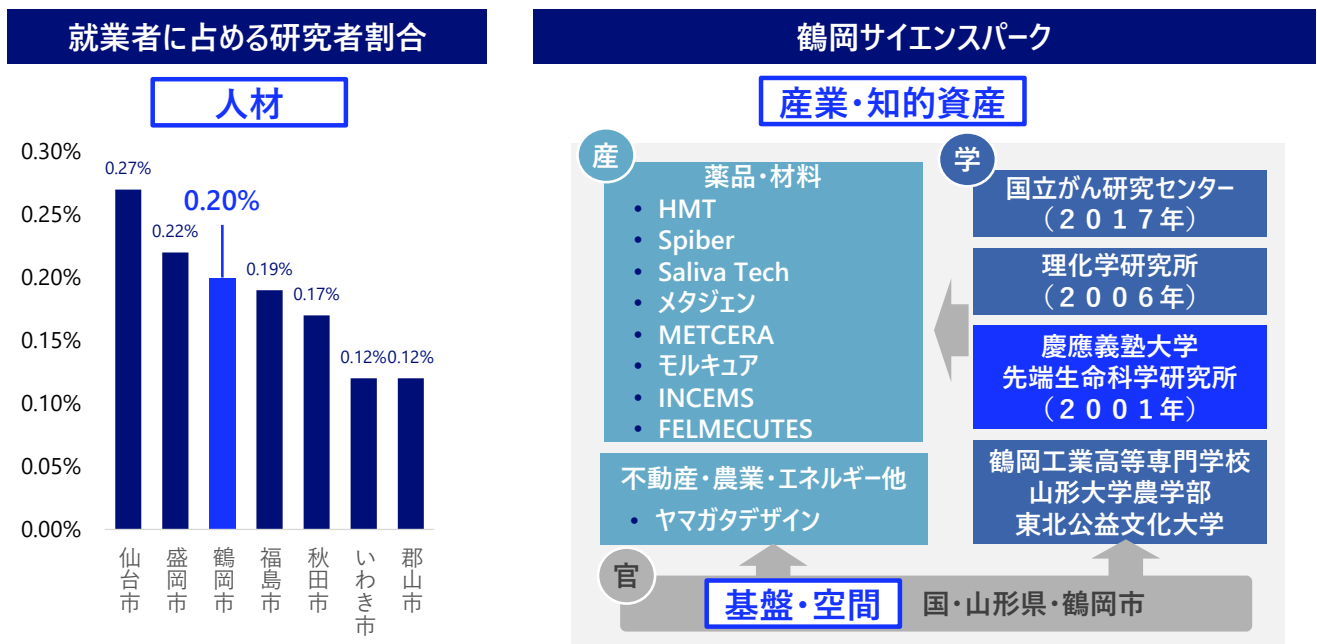 就業者に占める研究者割合
人材
0.30%
0.25%
0.20%
0.15%
0.10%
0.05%
0.00%
0.27%
0.22%
0.20%
0.19%
0.17%
0.12%
0.12%
仙台市
盛岡市
鶴岡市
福島市
秋田市
いわき市
郡山市
鶴岡サイエンスパーク
産業・知的資産
産
薬品・材料
• HMT
• Spiber
• Saliva Tech
• メタジェン
• METCERA
• モルキュア
• INCEMS
• FELMECUTES
不動産・農業・エネルギー他
• ヤマガタデザイン
学
国立がん研究センター
（２０１７年）
理化学研究所
（２００６年）
慶應義塾大学
先端生命科学研究所
（２００１年）
鶴岡工業高等専門学校
山形大学農学部
東北公益文化大学
官
基盤・空間
国・山形県・鶴岡市